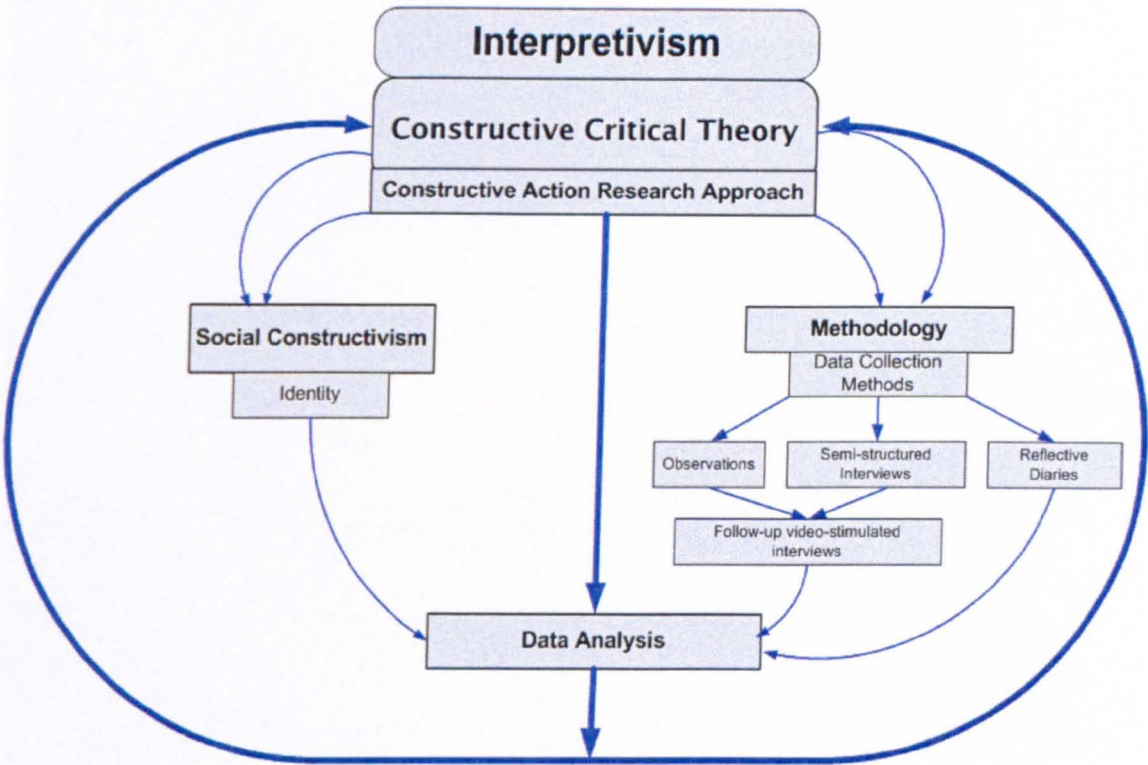 Interpretivism
Constructive Critical Theory
Constructive Action Research Approach
Social Constructivism
Identity
Methodology
Data Collection
Methods
Observations
Semi-structured
Interviews
Reflective
Diaries
Follow-up video-stimulated
interviews
Data Analysis